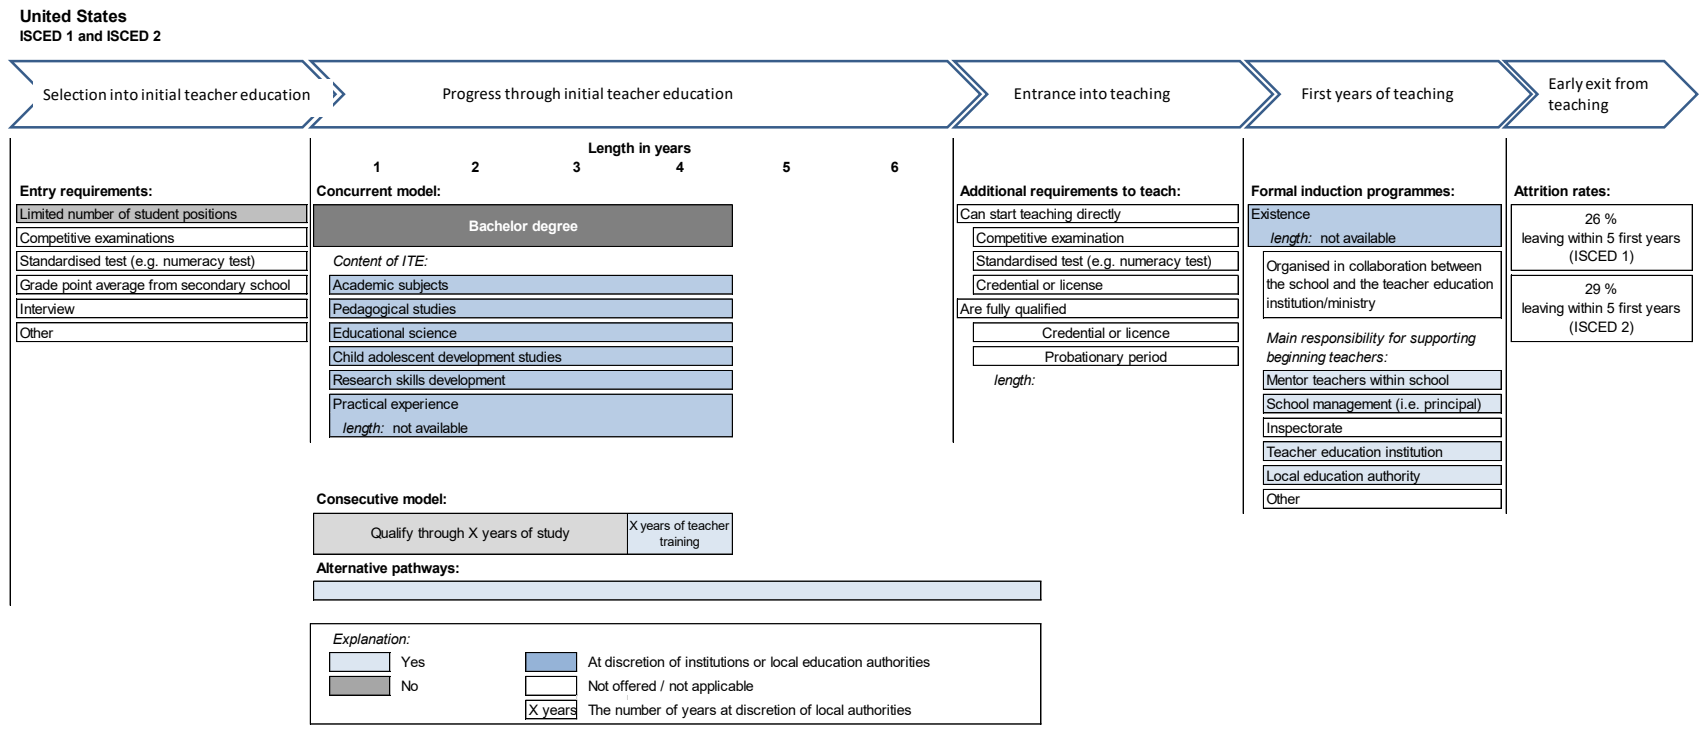 United States
ISCED 1 and ISCED 2
Selection into initial teacher education
Progress through initial teacher education
Entrance into teaching
First years of teaching
Early exit from
teaching
Length in years
1 2 3 4 5 6
Entry requirements:
Limited number of student positions
Competitive examinations
Standardised test (e.g. numeracy test)
Grade point average from secondary school
Interview
Other
Concurrent model:
Bachelor degree
Content of ITE:
Academic subjects
Pedagogical studies
Educational science
Child adolescent development studies
Research skills development
Practical experience
length: not available
Consecutive model:
Qualify through X years of study
X years of teacher
training
Alternative pathways:
Additional requirements to teach:
Can start teaching directly
Competitive examination
Standardised test (e.g. numeracy test)
Credential or license
Are fully qualified
Credential or licence
Probationary period
length:
Formal induction programmes:
Existence
length: not available
Organised in collaboration between
the school and the teacher education
institution/ministry
Main responsibility for supporting
beginning teachers:
Mentor teachers within school
School management (i.e. principal)
Inspectorate
Teacher education institution
Local education authority
Other
Attrition rates:
26 %
leaving within 5 first years
(ISCED 1)
29 %
leaving within 5 first years
(ISCED 2)
Explanation:
Yes
No
At discretion of institutions or local education authorities
Not offered / not applicable
X years The number of years at discretion of local authorities